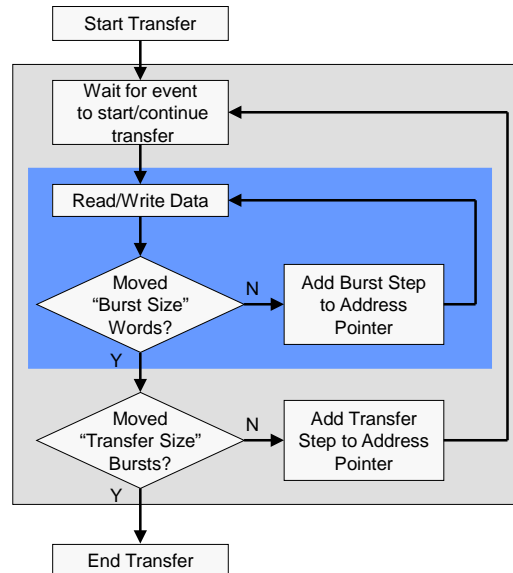 Start Transfer
Wait for event
to start/continue
transfer
Read/Write Data
Moved
“Burst Size”
Words?
N
Add Burst Step
to Address
Pointer
Y
Moved
“Transfer Size”
Bursts?
N
Add Transfer
Step to Address
Pointer
Y
End Transfer